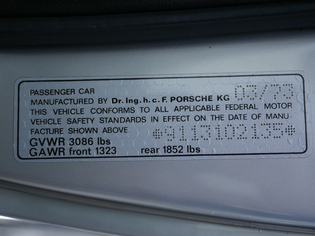 PASSENGER CAR
MANUFACTURED BY Dr. Ing. h. c. F. PORSCHE KG 03/73
THIS VEHICLE CONFORMS TO ALL APPLICABLE FEDERAL MOTOR
VEHICLE SAFETY STANDARDS IN EFFECT ON THE DATE OF MANU-
FACTURE SHOWN ABOVE *9113102135*
GVWR 3086 lbs
GAWR front 1323 rear 1852 lbs